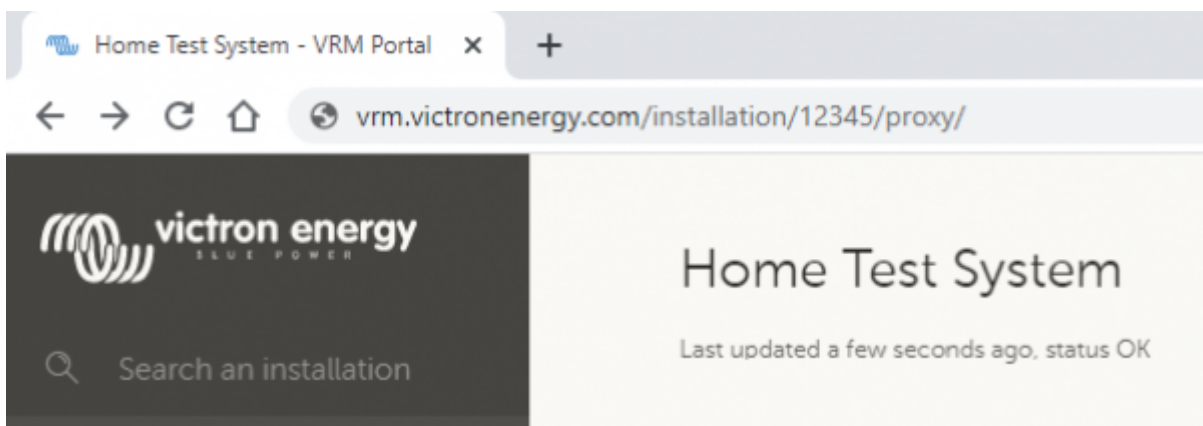 Home Test System - VRM Portal
vrm.victronenergy.com/installation/12345/proxy/
victron energy
BLUE POWER
Home Test System
Last updated a few seconds ago, status OK
Search an installation